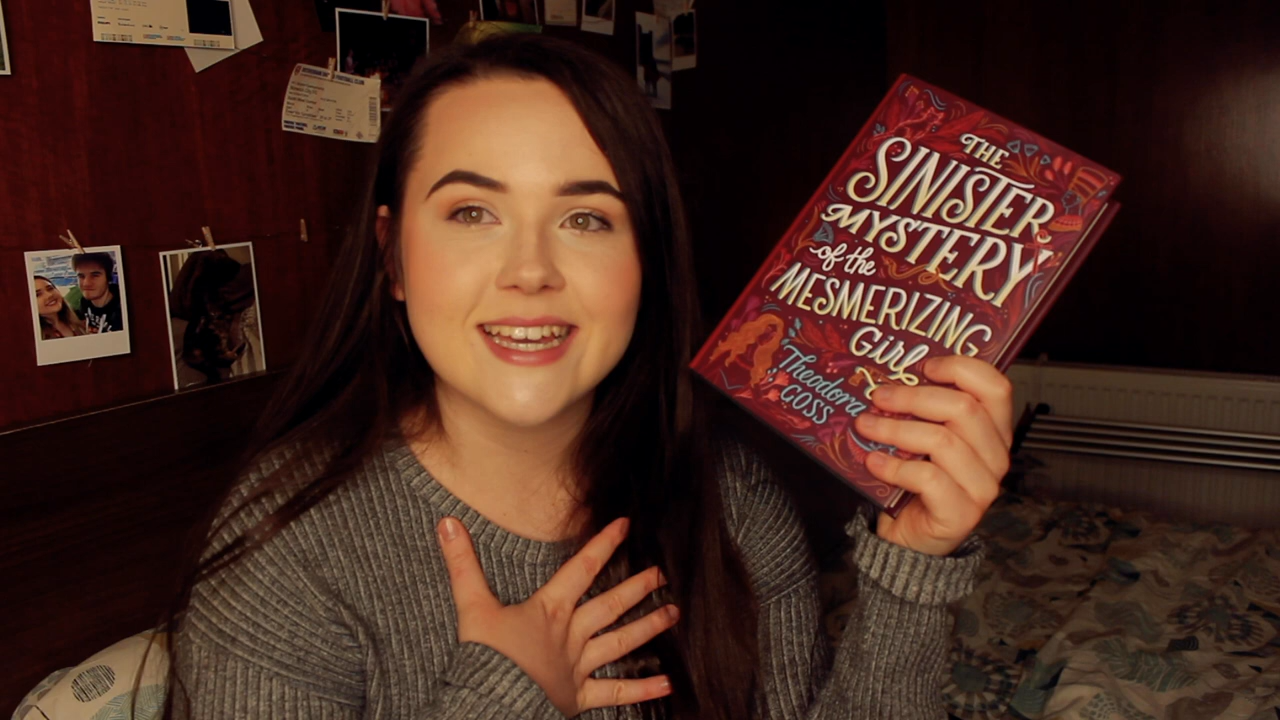 THE
SINISTER
MYSTERY
of the
MESMERIZING
Girl
Theodora
GOSS